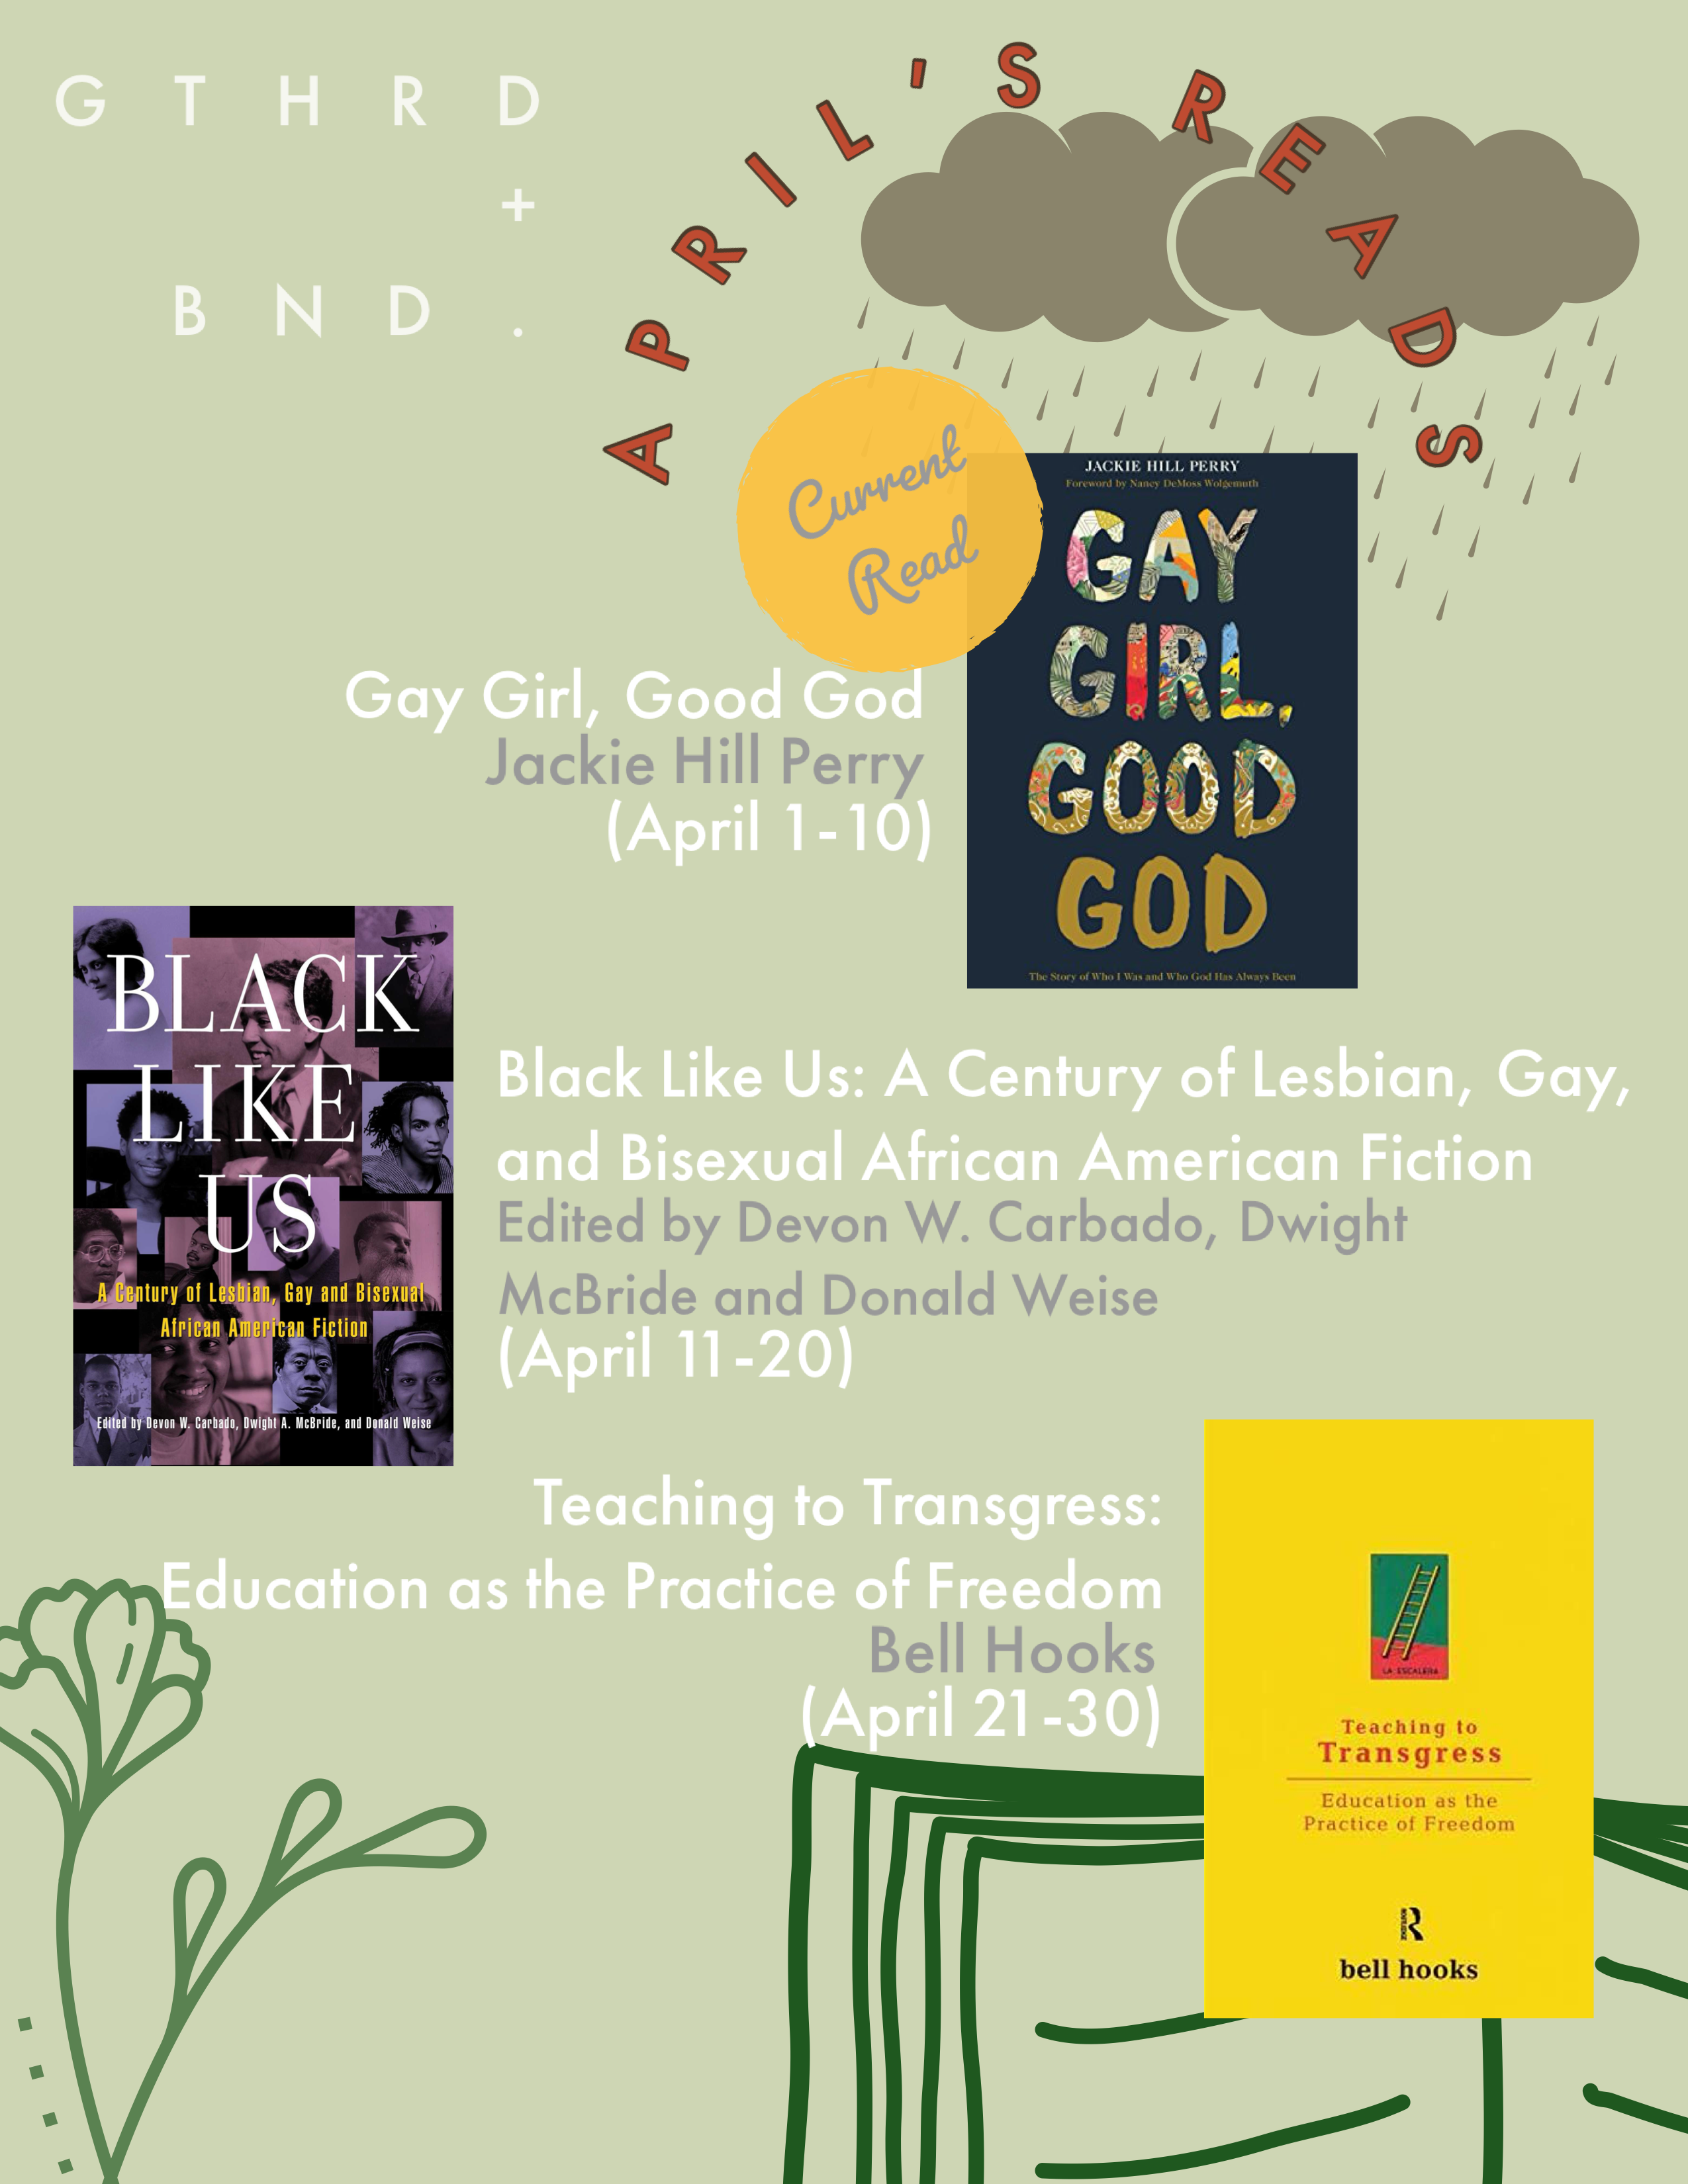 G T H R D
+
B N D .
APRIL'S READS
Current
Read
JACKIE HILL PERRY
Foreword by Nancy DeMoss Wolgemuth
GAY
GIRL,
GOOD
GOD
The Story of Who I Was and Who God Has Always Been
Gay Girl, Good God
Jackie Hill Perry
(April 1-10)
BLACK
LIKE
US
A Century of Lesbian, Gay and Bisexual
African American Fiction
Edited by Devon W. Carbado, Dwight A. McBride, and Donald Weise
Black Like Us: A Century of Lesbian, Gay,
and Bisexual African American Fiction
Edited by Devon W. Carbado, Dwight
McBride and Donald Weise
(April 11-20)
Teaching to Transgress:
Education as the Practice of Freedom
Bell Hooks
(April 21-30)
LA ESCALERA
Teaching to
Transgress
Education as the
Practice of Freedom
R
ROUTLEDGE
bell hooks